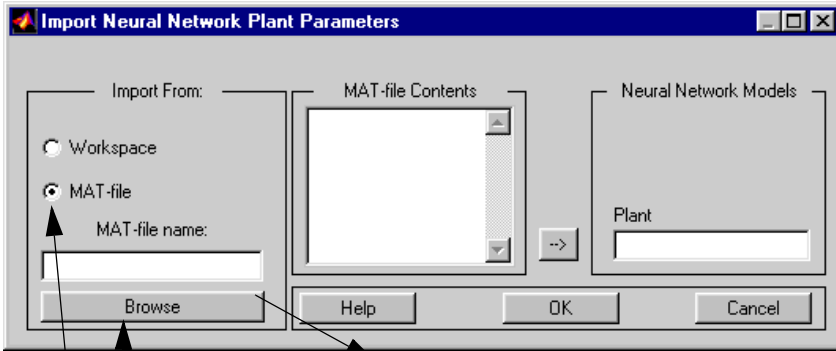 Import Neural Network Plant Parameters
Import From:
Workspace
MAT-file
MAT-file name:
Browse
MAT-file Contents
-->
Neural Network Models
Plant
Help
OK
Cancel